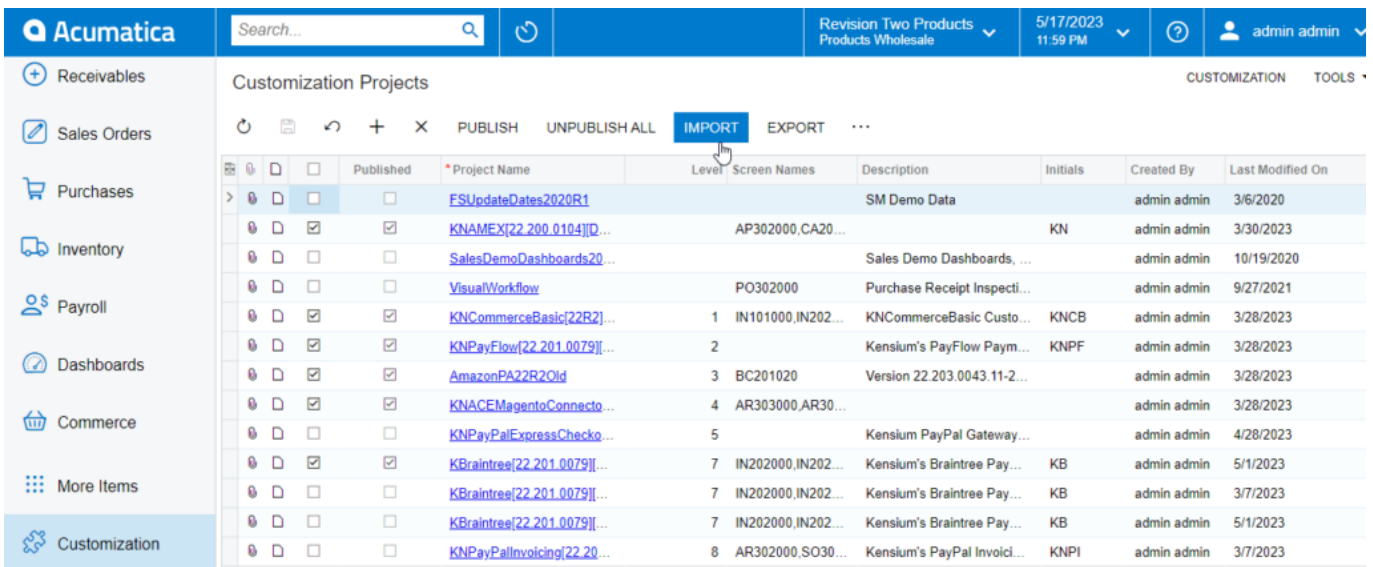 Acumatica
Search...
Revision Two Products
Products Wholesale
5/17/2023
11:59 PM
admin admin
Receivables
Sales Orders
Purchases
Inventory
Payroll
Dashboards
Commerce
More Items
Customization
Customization Projects
CUSTOMIZATION TOOLS
PUBLISH UNPUBLISH ALL IMPORT EXPORT ...
Published *Project Name Level Screen Names Description Initials Created By Last Modified On
FSUpdateDates2020R1 SM Demo Data admin admin 3/6/2020
KNAMEX[22.200.0104][D... AP302000,CA20... KN admin admin 3/30/2023
SalesDemoDashboards20... Sales Demo Dashboards, ... admin admin 10/19/2020
VisualWorkflow PO302000 Purchase Receipt Inspecti... admin admin 9/27/2021
KNCommerceBasic[22R2]... 1 IN101000,IN202... KNCommerceBasic Custo... KNCB admin admin 3/28/2023
KNPayFlow[22.201.0079][... 2 Kensium's PayFlow Paym... KNPF admin admin 3/28/2023
AmazonPA22R2Old 3 BC201020 Version 22.203.0043.11-2... admin admin 3/28/2023
KNACEMagentoConnecto... 4 AR303000,AR30... admin admin 3/28/2023
KNPayPalExpressChecko... 5 Kensium PayPal Gateway... admin admin 4/28/2023
KBraintree[22.201.0079][... 7 IN202000,IN202... Kensium's Braintree Pay... KB admin admin 5/1/2023
KBraintree[22.201.0079][... 7 IN202000,IN202... Kensium's Braintree Pay... KB admin admin 3/7/2023
KBraintree[22.201.0079][... 7 IN202000,IN202... Kensium's Braintree Pay... KB admin admin 5/1/2023
KNPayPalInvoicing[22.20... 8 AR302000,SO30... Kensium's PayPal Invoici... KNPI admin admin 3/7/2023